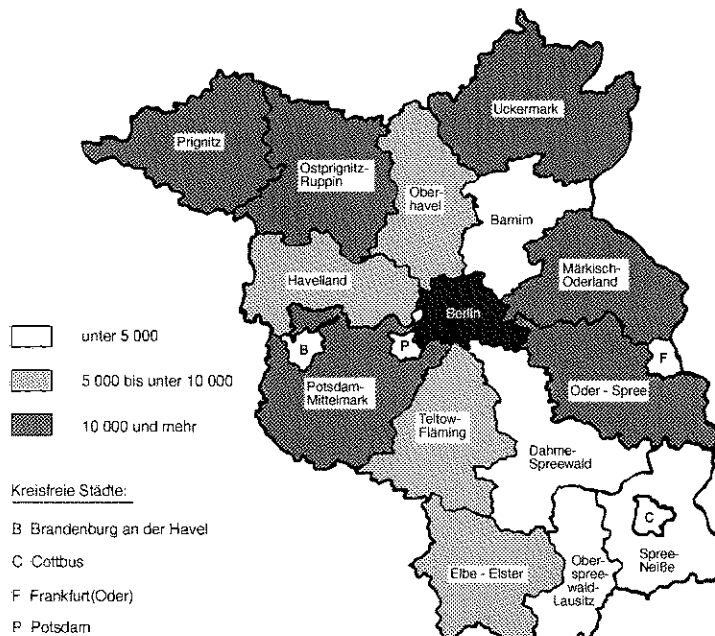 Uckermark
Prignitz
Ostprignitz-
Ruppin
Ober-
havel
Barnim
Havelland
Märkisch-
Oderland
Berlin
B
P
F
Potsdam-
Mittelmark
Oder - Spree
Teltow-
Fläming
Dahme-
Spreewald
C
Spree-
Neiße
Elbe - Elster
Ober-
spree-
wald-
Lausitz
unter 5 000
5 000 bis unter 10 000
10 000 und mehr
Kreisfreie Städte:
B Brandenburg an der Havel
C Cottbus
F Frankfurt(Oder)
P Potsdam